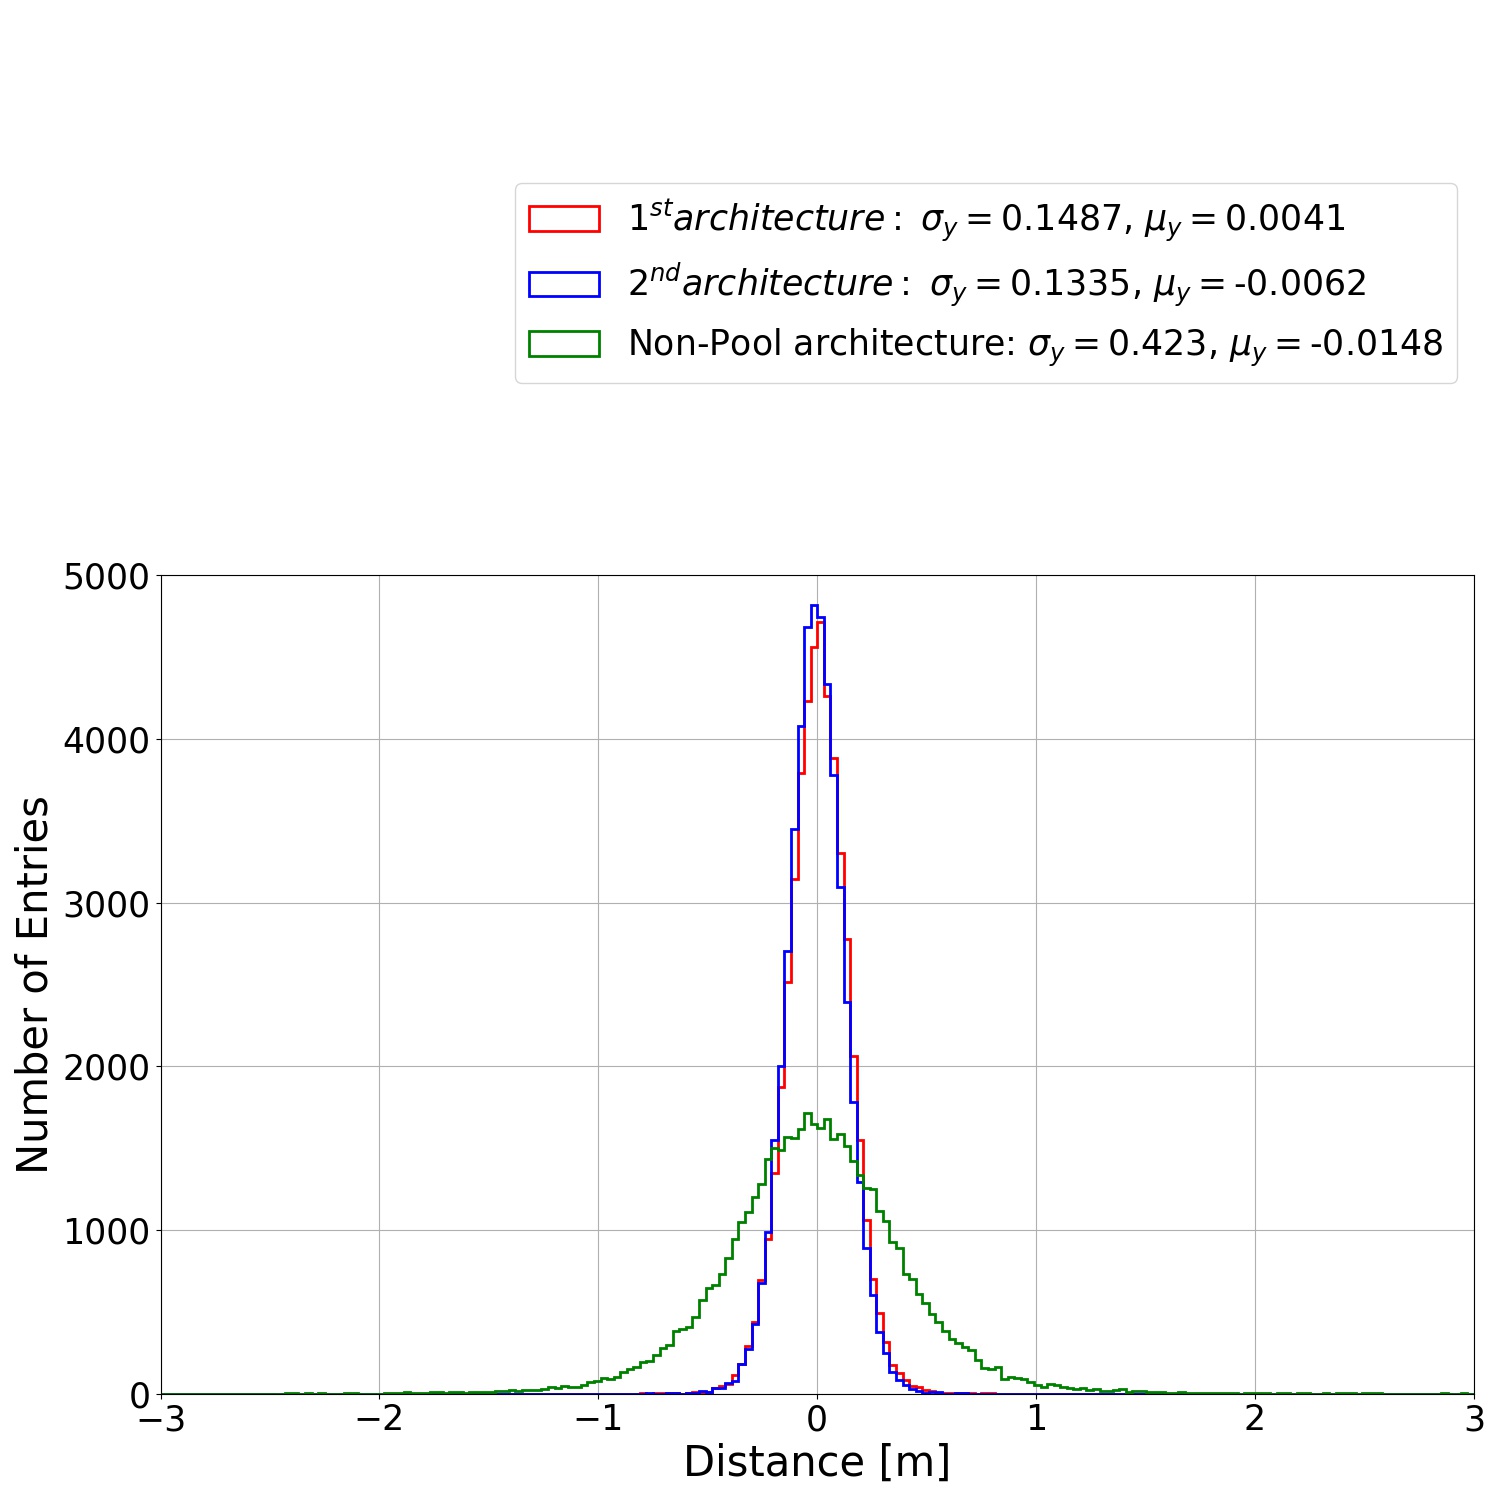 1^{st}architecture: σ_y = 0.1487, μ_y = 0.0041
2^{nd}architecture: σ_y = 0.1335, μ_y = -0.0062
Non-Pool architecture: σ_y = 0.423, μ_y = -0.0148
5000
4000
3000
2000
1000
0
Number of Entries
−3 −2 −1 0 1 2 3
Distance [m]